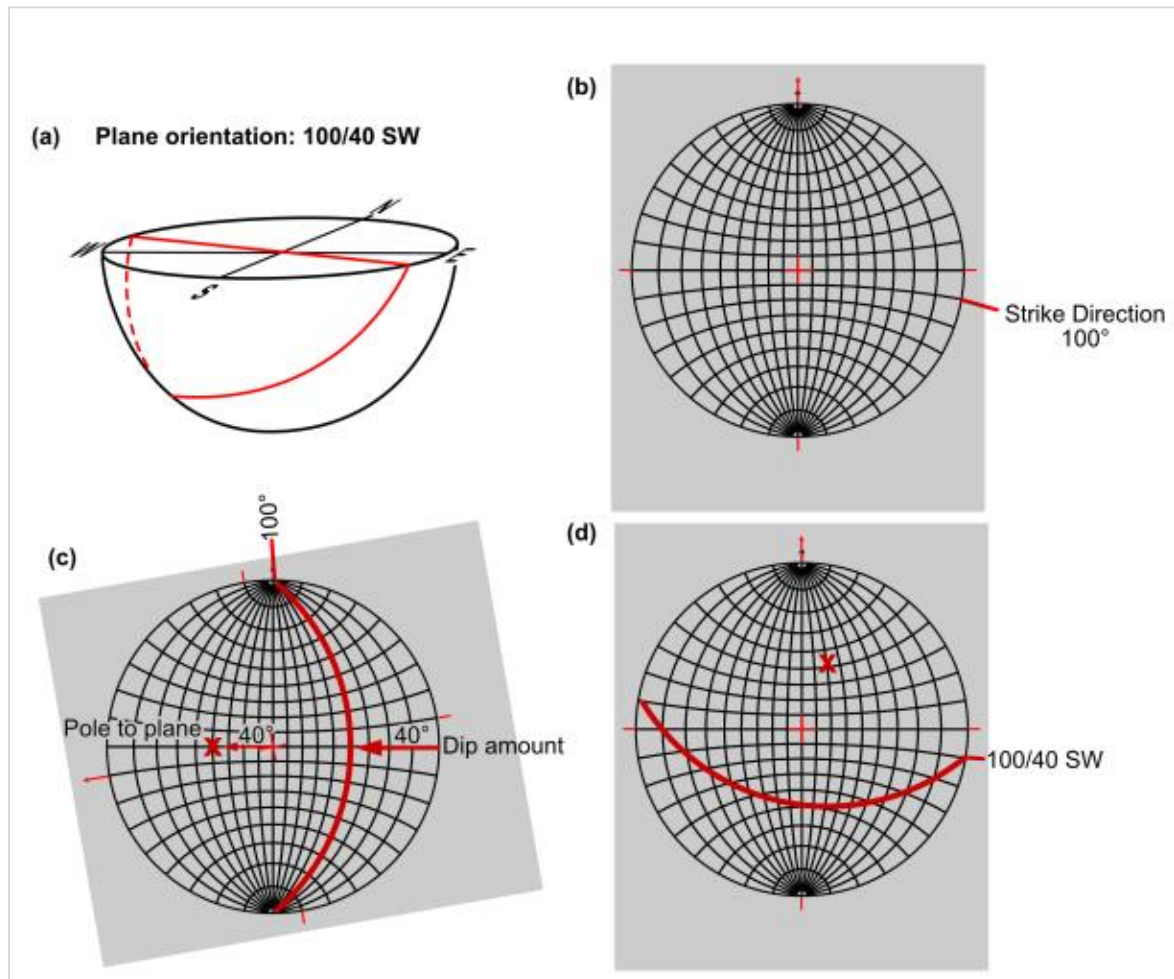 (a) Plane orientation: 100/40 SW
N
W
E
S
(b)
Strike Direction
100°
(c)
100°
Pole to plane
40°
40°
Dip amount
(d)
100/40 SW